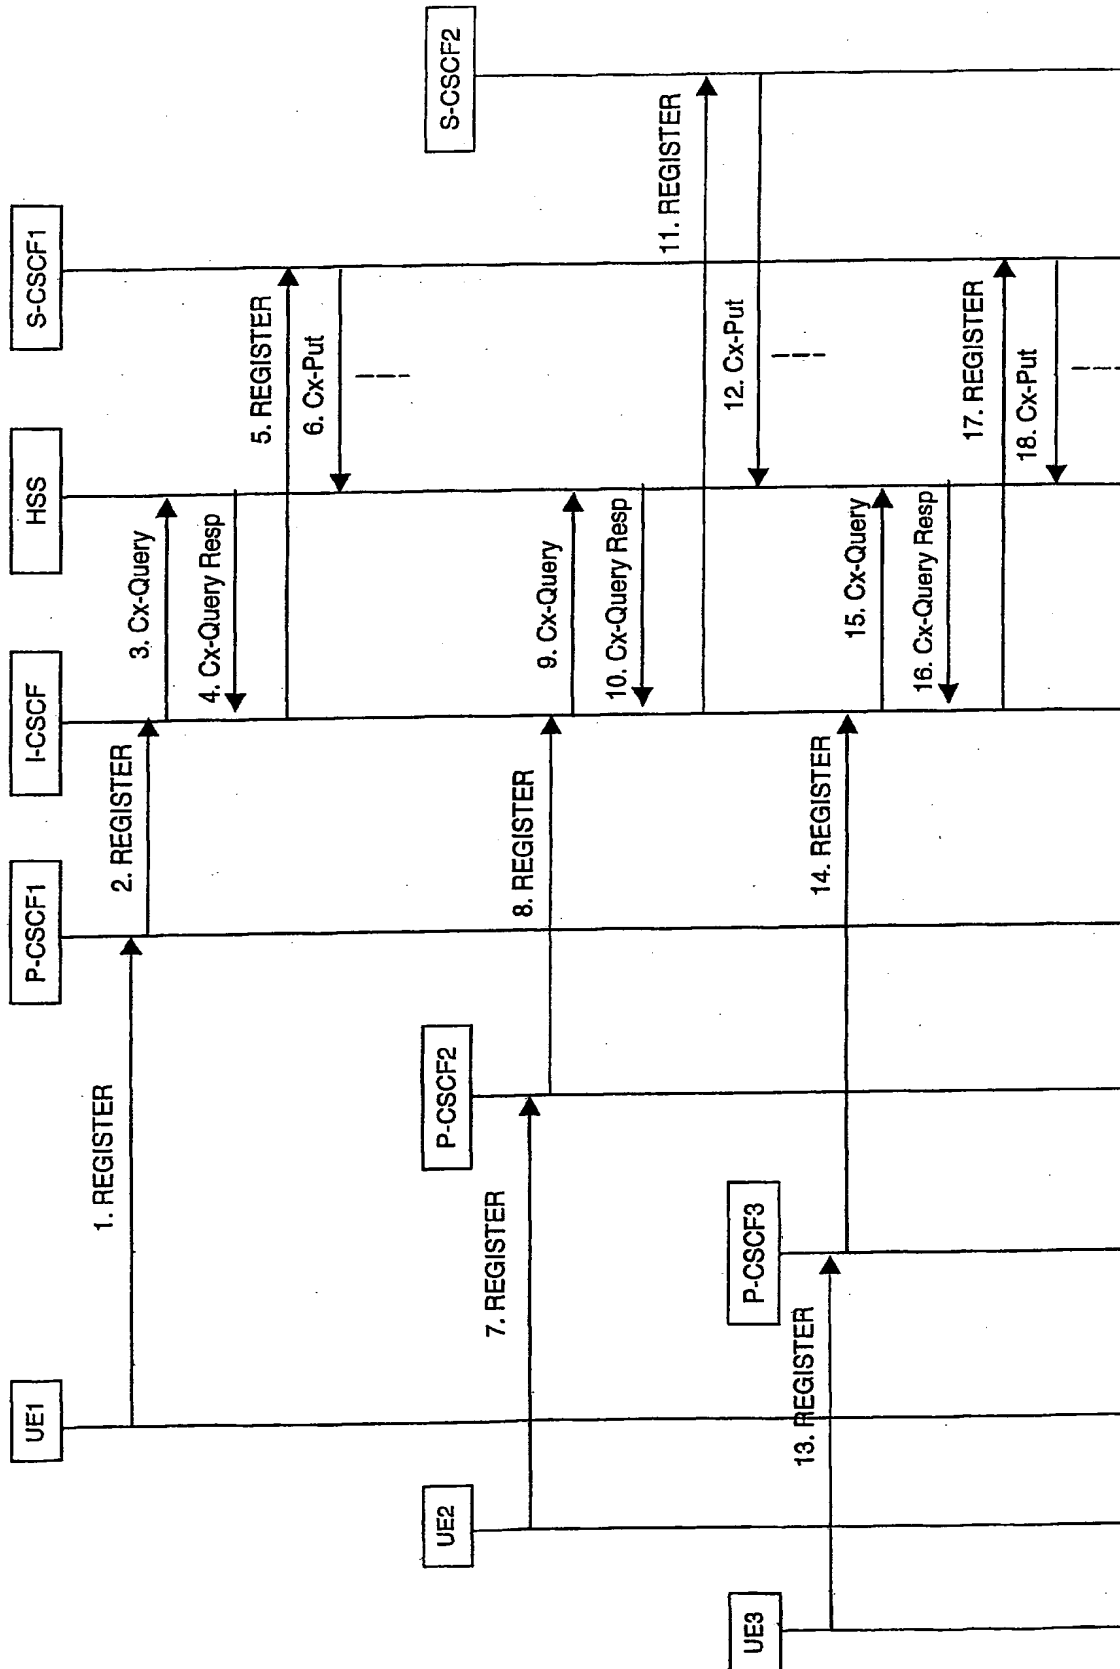 UE1
P-CSCF1
I-CSCF
HSS
S-CSCF1
1. REGISTER
2. REGISTER
3. Cx-Query
4. Cx-Query Resp
5. REGISTER
6. Cx-Put
UE2
P-CSCF2
S-CSCF2
7. REGISTER
8. REGISTER
9. Cx-Query
10. Cx-Query Resp
11. REGISTER
12. Cx-Put
UE3
P-CSCF3
13. REGISTER
14. REGISTER
15. Cx-Query
16. Cx-Query Resp
17. REGISTER
18. Cx-Put